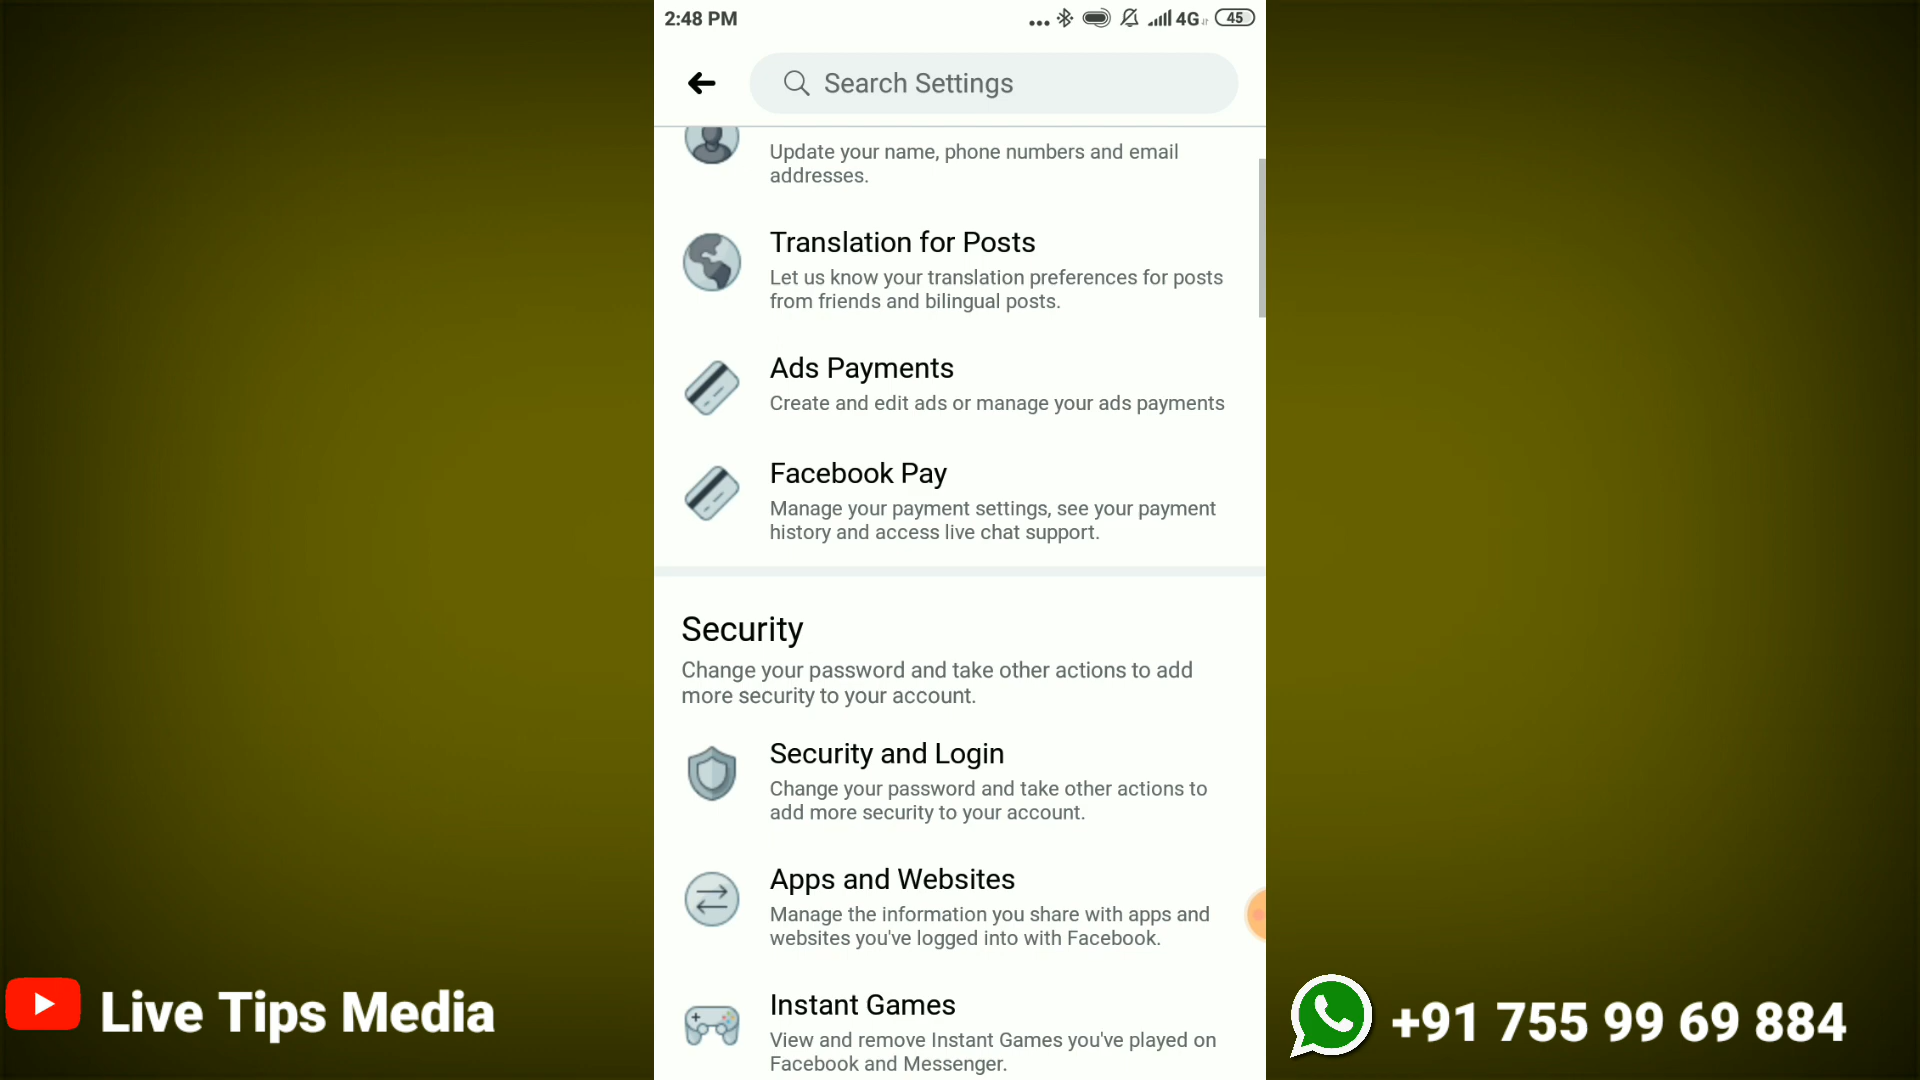 2:48 PM
4G
45
Search Settings
Update your name, phone numbers and email
addresses.
Translation for Posts
Let us know your translation preferences for posts
from friends and bilingual posts.
Ads Payments
Create and edit ads or manage your ads payments
Facebook Pay
Manage your payment settings, see your payment
history and access live chat support.
Security
Change your password and take other actions to add
more security to your account.
Security and Login
Change your password and take other actions to
add more security to your account.
Apps and Websites
Manage the information you share with apps and
websites you've logged into with Facebook.
Instant Games
View and remove Instant Games you've played on
Facebook and Messenger.
Live Tips Media
+91 755 99 69 884